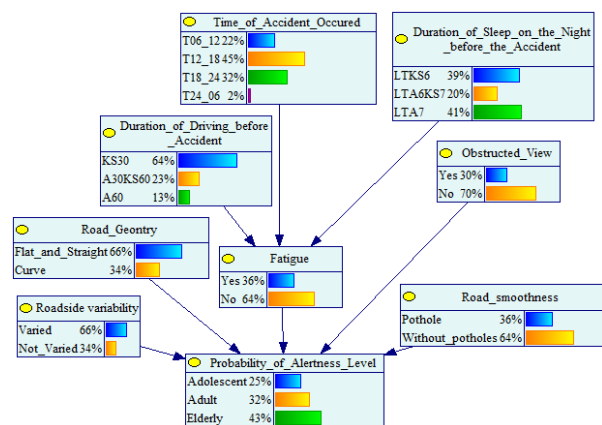 Time_of_Accident_Occured
T06_12 22%
T12_18 45%
T18_24 32%
T24_06 2%
Duration_of_Sleep_on_the_Night
_before_the_Accident
LTKS6 39%
LTA6KS7 20%
LTA7 41%
Duration_of_Driving_before
_Accident
KS30 64%
A30KS60 23%
A60 13%
Obstructed_View
Yes 30%
No 70%
Road_Geontry
Flat_and_Straight 66%
Curve 34%
Fatigue
Yes 36%
No 64%
Roadside variability
Varied 66%
Not_Varied 34%
Road_smoothness
Pothole 36%
Without_potholes 64%
Probability_of_Alertness_Level
Adolescent 25%
Adult 32%
Elderly 43%